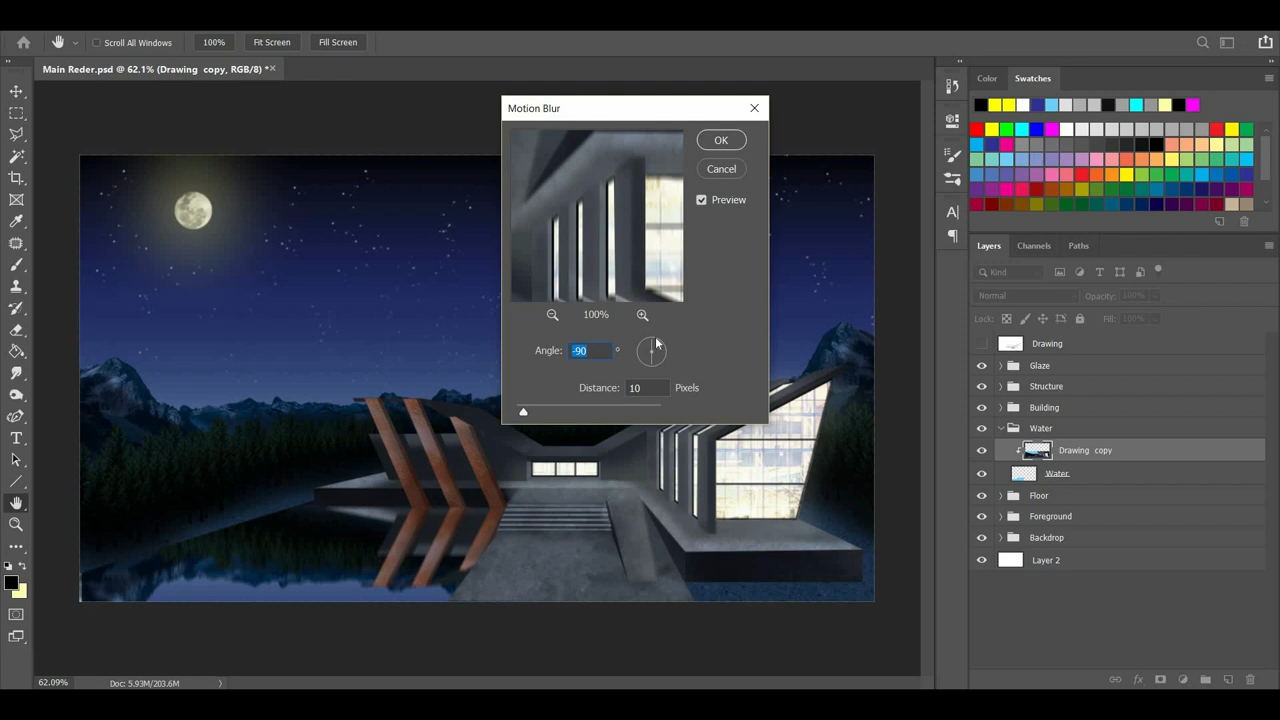 Scroll All Windows
100%
Fit Screen
Fill Screen
Main Reder.psd @ 62.1% (Drawing copy, RGB/8) *
Motion Blur
OK
Cancel
Preview
100%
Angle: -90 °
Distance: 10 Pixels
Color
Swatches
Layers
Channels
Paths
Kind
Normal
Opacity: 100%
Lock:
Fill: 100%
Drawing
Glaze
Structure
Building
Water
Drawing copy
Water
Floor
Foreground
Backdrop
Layer 2
62.09%
Doc: 5.93M/203.6M